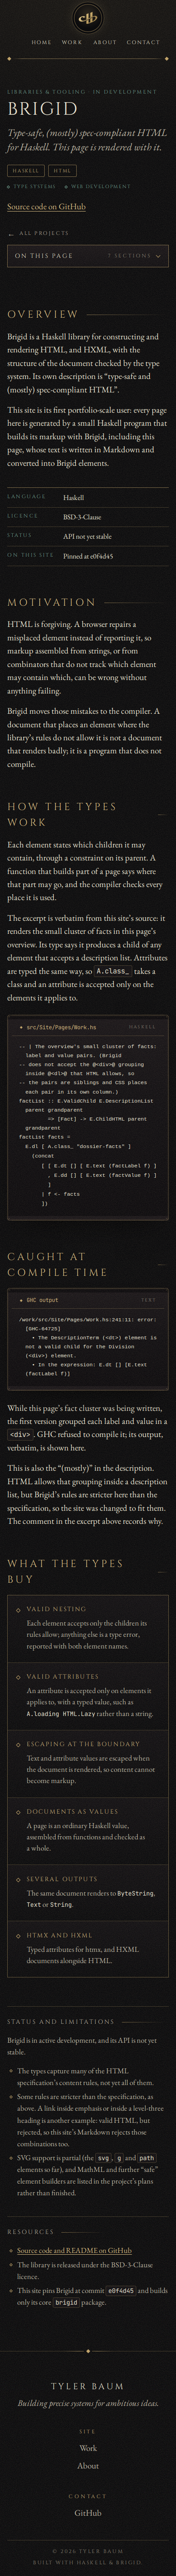 HOME WORK ABOUT CONTACT
LIBRARIES & TOOLING · IN DEVELOPMENT
BRIGID
Type-safe, (mostly) spec-compliant HTML
for Haskell. This page is rendered with it.
HASKELL HTML
TYPE SYSTEMS WEB DEVELOPMENT
Source code on GitHub
← ALL PROJECTS
ON THIS PAGE 7 SECTIONS
OVERVIEW
Brigid is a Haskell library for constructing and
rendering HTML, and HXML, with the
structure of the document checked by the type
system. Its own description is “type-safe and
(mostly) spec-compliant HTML”.
This site is its first portfolio-scale user: every page
here is generated by a small Haskell program that
builds its markup with Brigid, including this
page, whose text is written in Markdown and
converted into Brigid elements.
LANGUAGE Haskell
LICENCE BSD-3-Clause
STATUS API not yet stable
ON THIS SITE Pinned at e0f4d45
MOTIVATION
HTML is forgiving. A browser repairs a
misplaced element instead of reporting it, so
markup assembled from strings, or from
combinators that do not track which element
may contain which, can be wrong without
anything failing.
Brigid moves those mistakes to the compiler. A
document that places an element where the
library’s rules do not allow it is not a document
that renders badly; it is a program that does not
compile.
HOW THE TYPES
WORK
Each element states which children it may
contain, through a constraint on its parent. A
function that builds part of a page says where
that part may go, and the compiler checks every
place it is used.
The excerpt is verbatim from this site’s source: it
renders the small cluster of facts in this page’s
overview. Its type says it produces a child of any
element that accepts a description list. Attributes
are typed the same way, so A.class_ takes a
class and an attribute is accepted only on the
elements it applies to.
src/Site/Pages/Work.hs HASKELL
-- | The overview's small cluster of facts:
label and value pairs. (Brigid
-- does not accept the @<div>@ grouping
inside @<dl>@ that HTML allows, so
-- the pairs are siblings and CSS places
each pair in its own column.)
factList :: E.ValidChild E.DescriptionList
parent grandparent
=> [Fact] -> E.ChildHTML parent
grandparent
factList facts =
E.dl [ A.class_ "dossier-facts" ]
(concat
[ [ E.dt [] [ E.text (factLabel f) ]
, E.dd [] [ E.text (factValue f) ]
]
| f <- facts
])
CAUGHT AT
COMPILE TIME
GHC output TEXT
/work/src/Site/Pages/Work.hs:241:11: error:
[GHC-64725]
• The DescriptionTerm (<dt>) element is
not a valid child for the Division
(<div>) element.
• In the expression: E.dt [] [E.text
(factLabel f)]
While this page’s fact cluster was being written,
the first version grouped each label and value in a
<div>. GHC refused to compile it; its output,
verbatim, is shown here.
This is also the “(mostly)” in the description.
HTML allows that grouping inside a description
list, but Brigid’s rules are stricter here than the
specification, so the site was changed to fit them.
The comment in the excerpt above records why.
WHAT THE TYPES
BUY
VALID NESTING
Each element accepts only the children its
rules allow; anything else is a type error,
reported with both element names.
VALID ATTRIBUTES
An attribute is accepted only on elements it
applies to, with a typed value, such as
A.loading HTML.Lazy rather than a string.
ESCAPING AT THE BOUNDARY
Text and attribute values are escaped when
the document is rendered, so content cannot
become markup.
DOCUMENTS AS VALUES
A page is an ordinary Haskell value,
assembled from functions and checked as
a whole.
SEVERAL OUTPUTS
The same document renders to ByteString,
Text or String.
HTMX AND HXML
Typed attributes for htmx, and HXML
documents alongside HTML.
STATUS AND LIMITATIONS
Brigid is in active development, and its API is not yet
stable.
The types capture many of the HTML
specification’s content rules, not yet all of them.
Some rules are stricter than the specification, as
above. A link inside emphasis or inside a level-three
heading is another example: valid HTML, but
rejected, so this site’s Markdown rejects those
combinations too.
SVG support is partial (the svg, g and path
elements so far), and MathML and further “safe”
element builders are listed in the project’s plans
rather than finished.
RESOURCES
Source code and README on GitHub
The library is released under the BSD-3-Clause
licence.
This site pins Brigid at commit e0f4d45 and builds
only its core brigid package.
TYLER BAUM
Building precise systems for ambitious ideas.
SITE
Work
About
CONTACT
GitHub
© 2026 TYLER BAUM
BUILT WITH HASKELL & BRIGID.